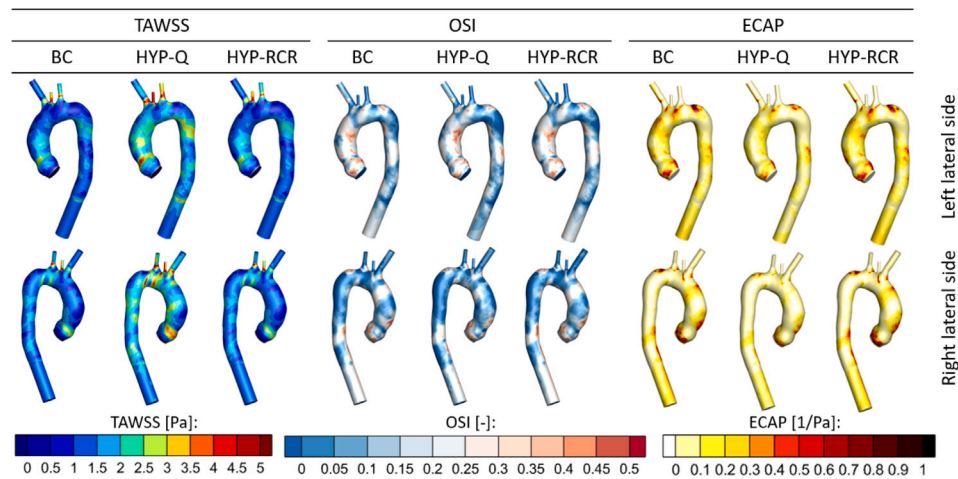 TAWSS OSI ECAP
BC HYP-Q HYP-RCR BC HYP-Q HYP-RCR BC HYP-Q HYP-RCR
Left lateral side
Right lateral side
TAWSS [Pa]: OSI [-]: ECAP [1/Pa]:
0 0.5 1 1.5 2 2.5 3 3.5 4 4.5 5 0 0.05 0.1 0.15 0.2 0.25 0.3 0.35 0.4 0.45 0.5 0 0.1 0.2 0.3 0.4 0.5 0.6 0.7 0.8 0.9 1